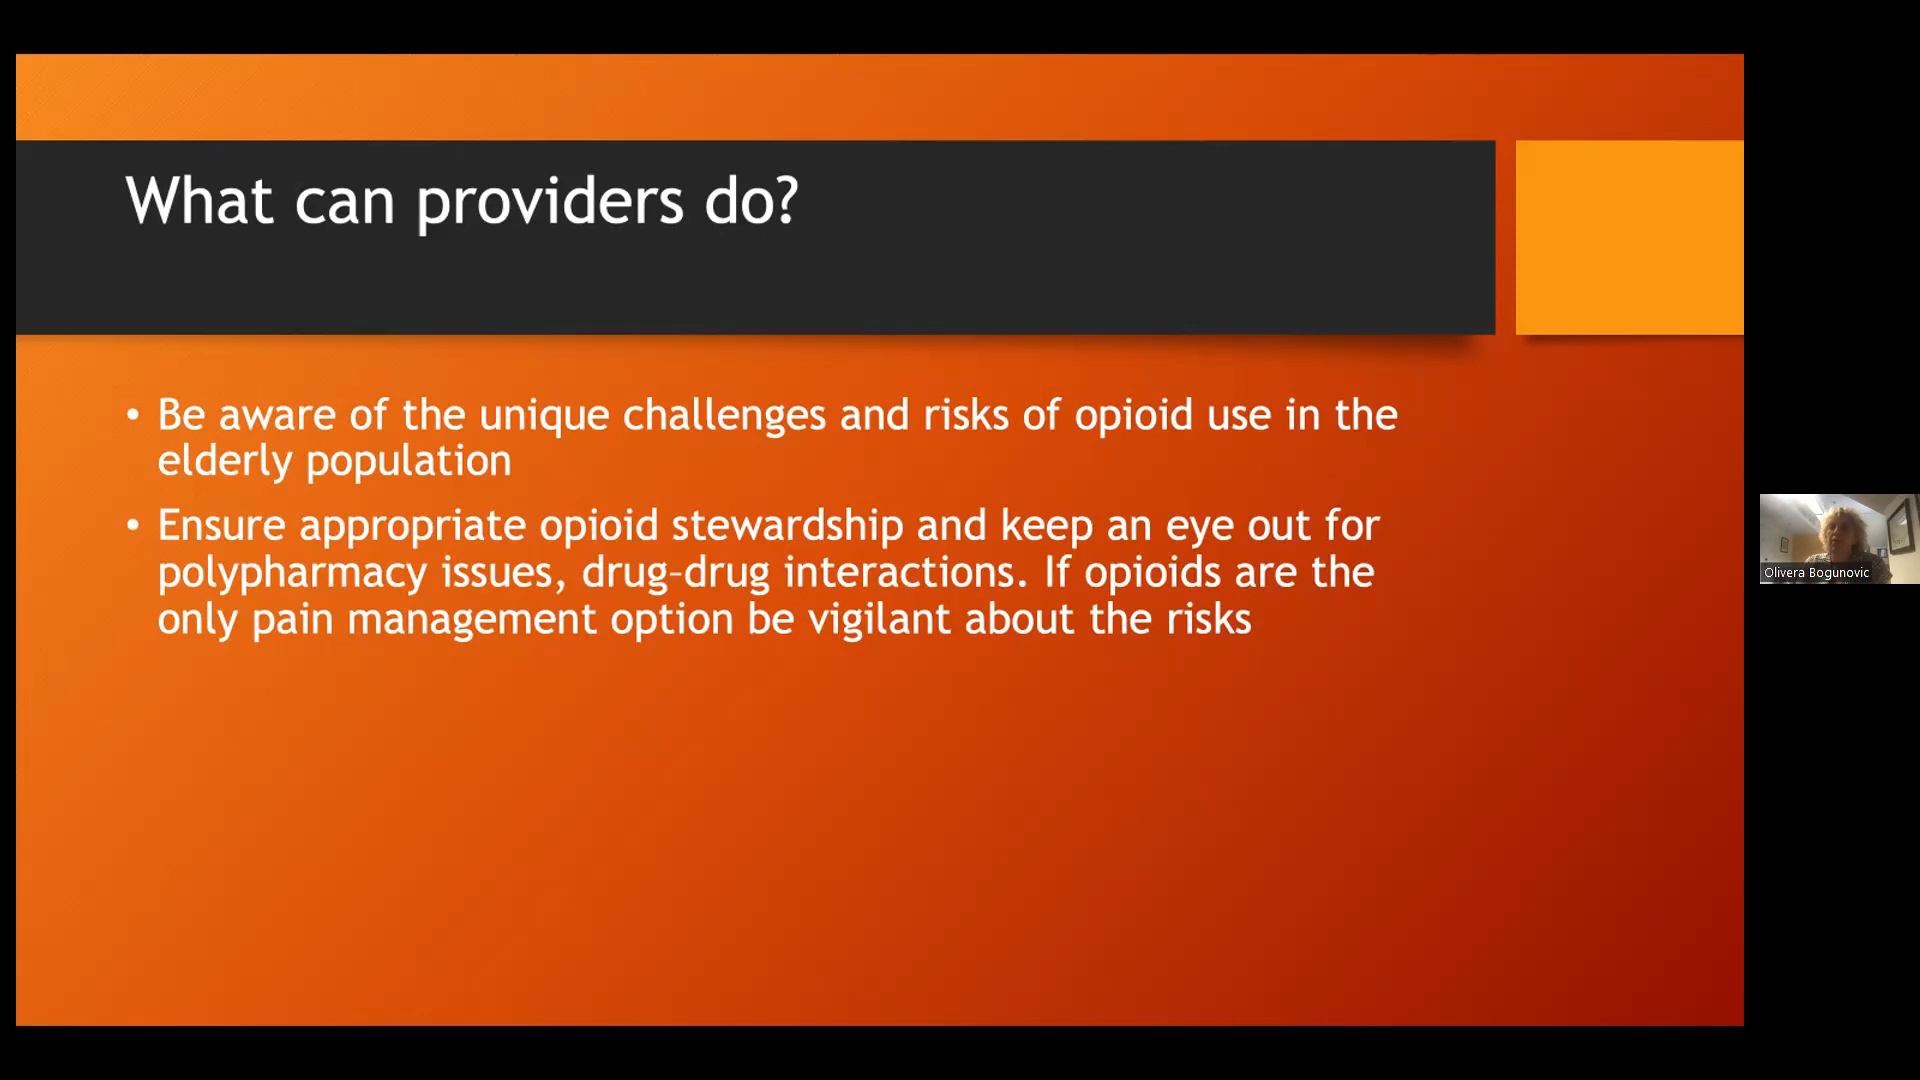 What can providers do?
• Be aware of the unique challenges and risks of opioid use in the
elderly population
• Ensure appropriate opioid stewardship and keep an eye out for
polypharmacy issues, drug–drug interactions. If opioids are the
only pain management option be vigilant about the risks
Olivera Bogunovic